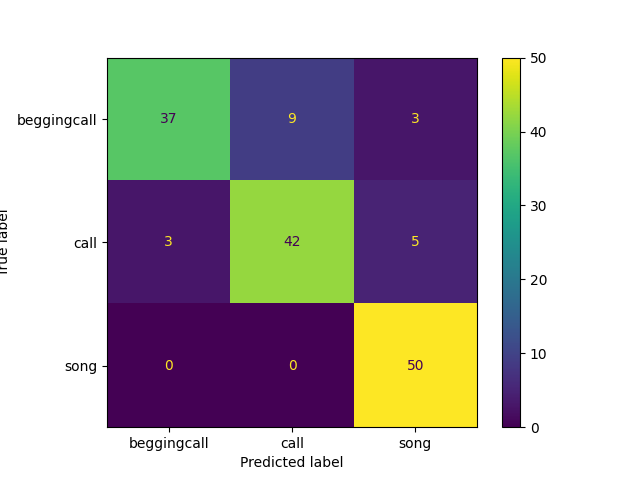 50
beggingcall 37 9 3
40
30
call 3 42 5
20
10
song 0 0 50
0
beggingcall call song
Predicted label
True label